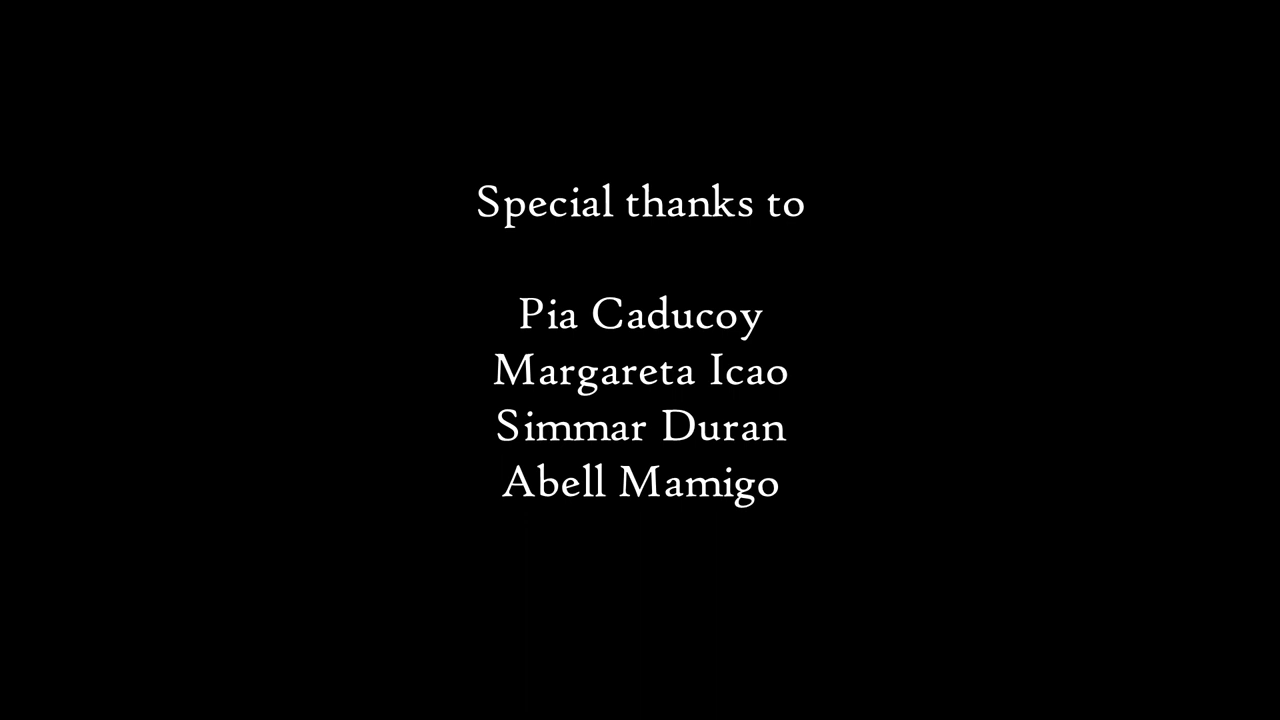 Special thanks to
Pia Caducoy
Margareta Icao
Simmar Duran
Abell Mamigo